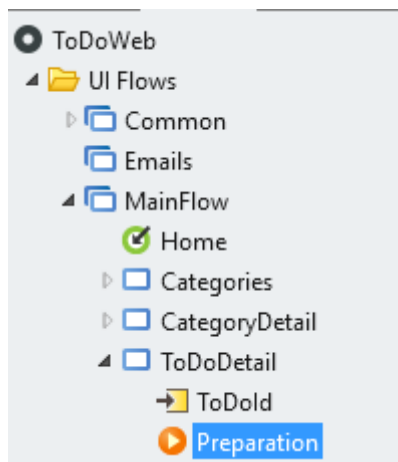 ToDoWeb
UI Flows
Common
Emails
MainFlow
Home
Categories
CategoryDetail
ToDoDetail
ToDoId
Preparation